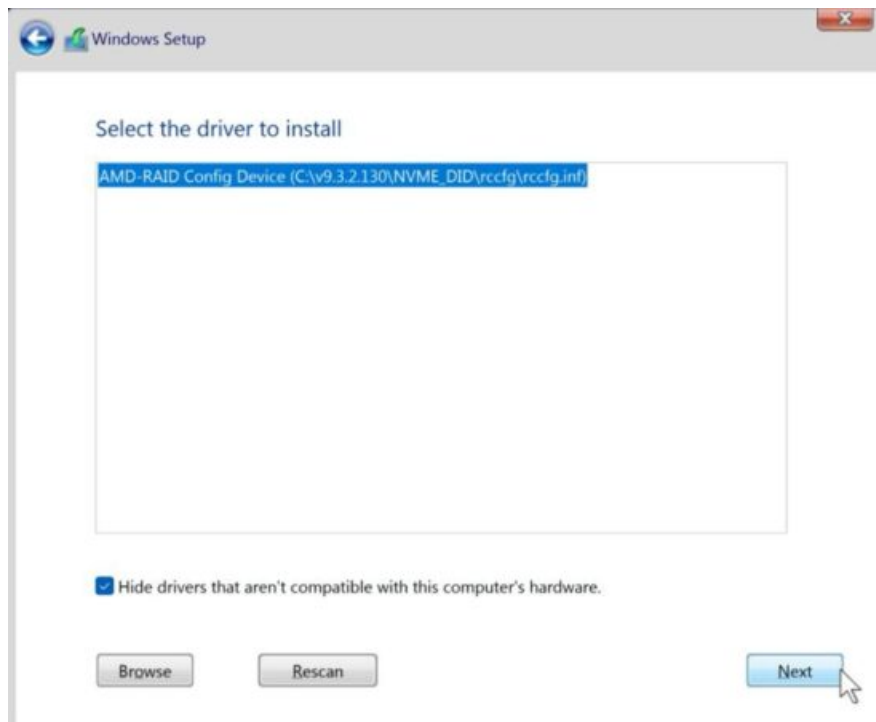 Windows Setup
Select the driver to install
AMD-RAID Config Device (C:\v9.3.2.130\NVME_DID\rccfg\rccfg.inf)
Hide drivers that aren't compatible with this computer's hardware.
Browse Rescan Next